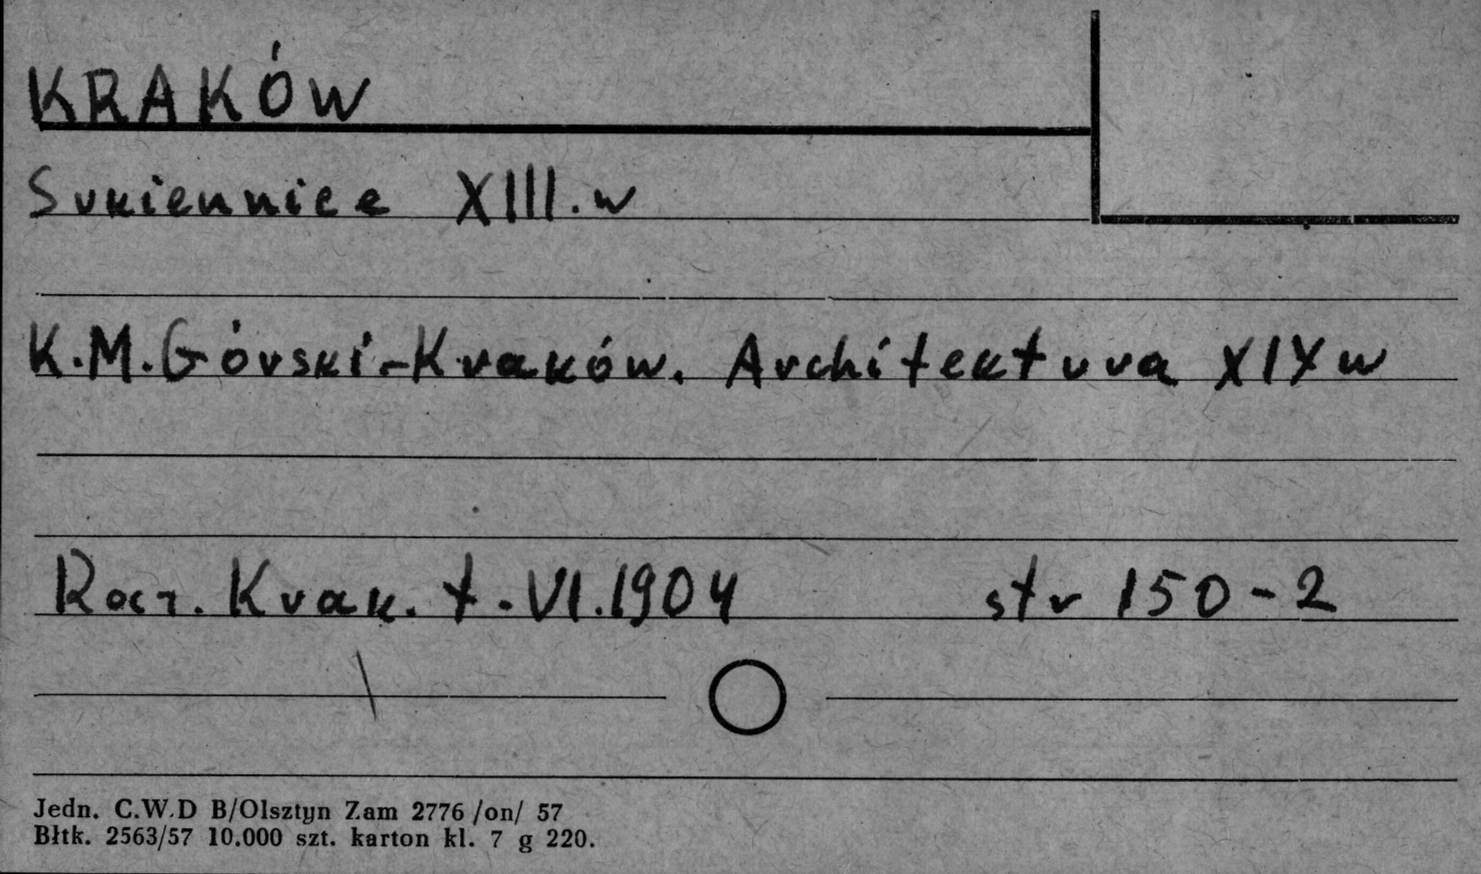 KRAKÓW
Sukiennice XIII.w
K.M.Górski-Kraków. Architektura XIX w
Rocz. Krak. t. VI.1904 str 150-2
Jedn. C.W.D B/Olsztyn Zam 2776 /on/ 57
Błtk. 2563/57 10.000 szt. karton kl. 7 g 220.